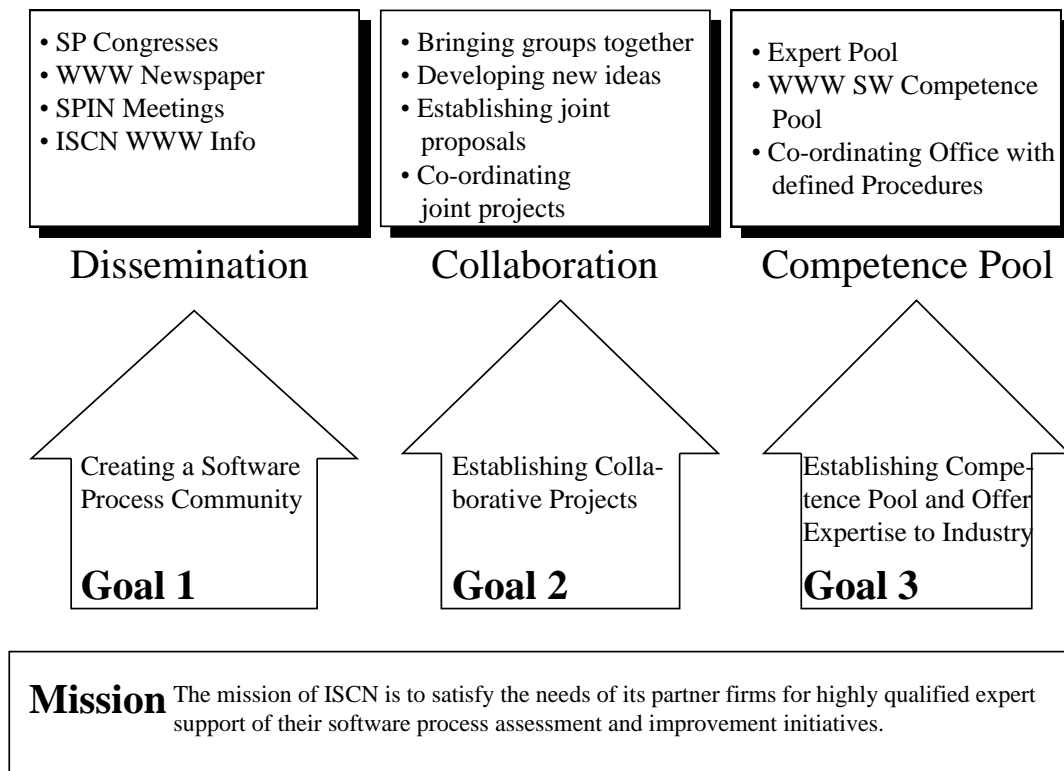 • SP Congresses
• WWW Newspaper
• SPIN Meetings
• ISCN WWW Info
Dissemination
• Bringing groups together
• Developing new ideas
• Establishing joint
proposals
• Co-ordinating
joint projects
Collaboration
• Expert Pool
• WWW SW Competence
Pool
• Co-ordinating Office with
defined Procedures
Competence Pool
Creating a Software
Process Community
Goal 1
Establishing Colla-
borative Projects
Goal 2
Establishing Compe-
tence Pool and Offer
Expertise to Industry
Goal 3
Mission The mission of ISCN is to satisfy the needs of its partner firms for highly qualified expert
support of their software process assessment and improvement initiatives.